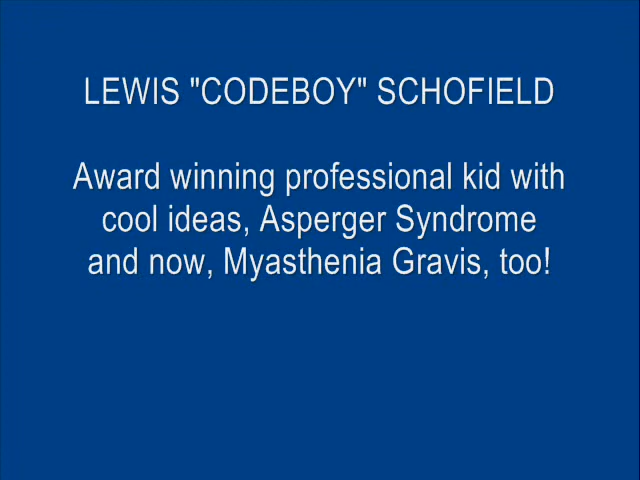 LEWIS "CODEBOY" SCHOFIELD
Award winning professional kid with
cool ideas, Asperger Syndrome
and now, Myasthenia Gravis, too!